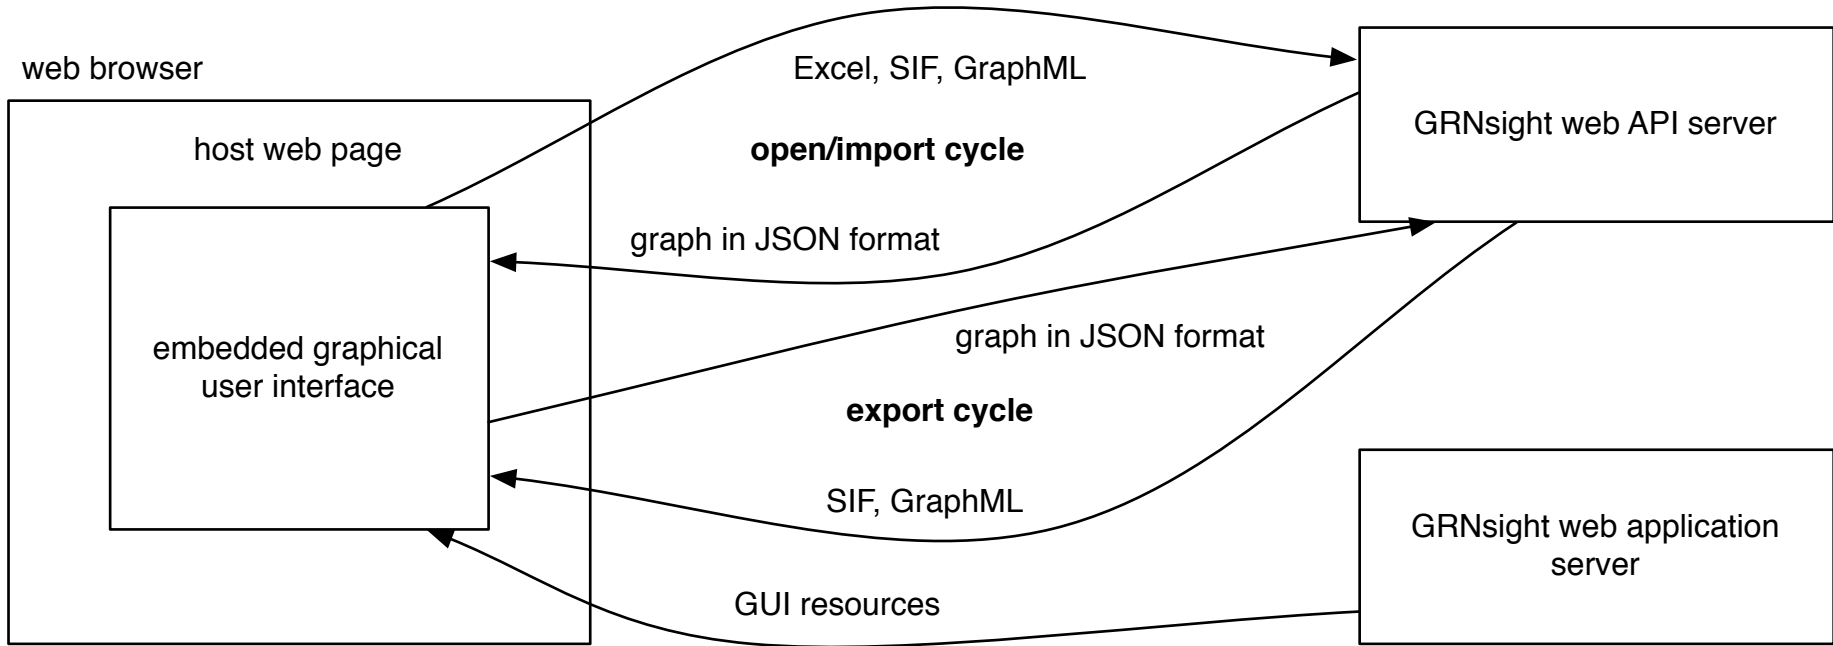 web browser
Excel, SIF, GraphML
GRNsight web API server
host web page
open/import cycle
graph in JSON format
graph in JSON format
embedded graphical
user interface
export cycle
SIF, GraphML
GRNsight web application
server
GUI resources